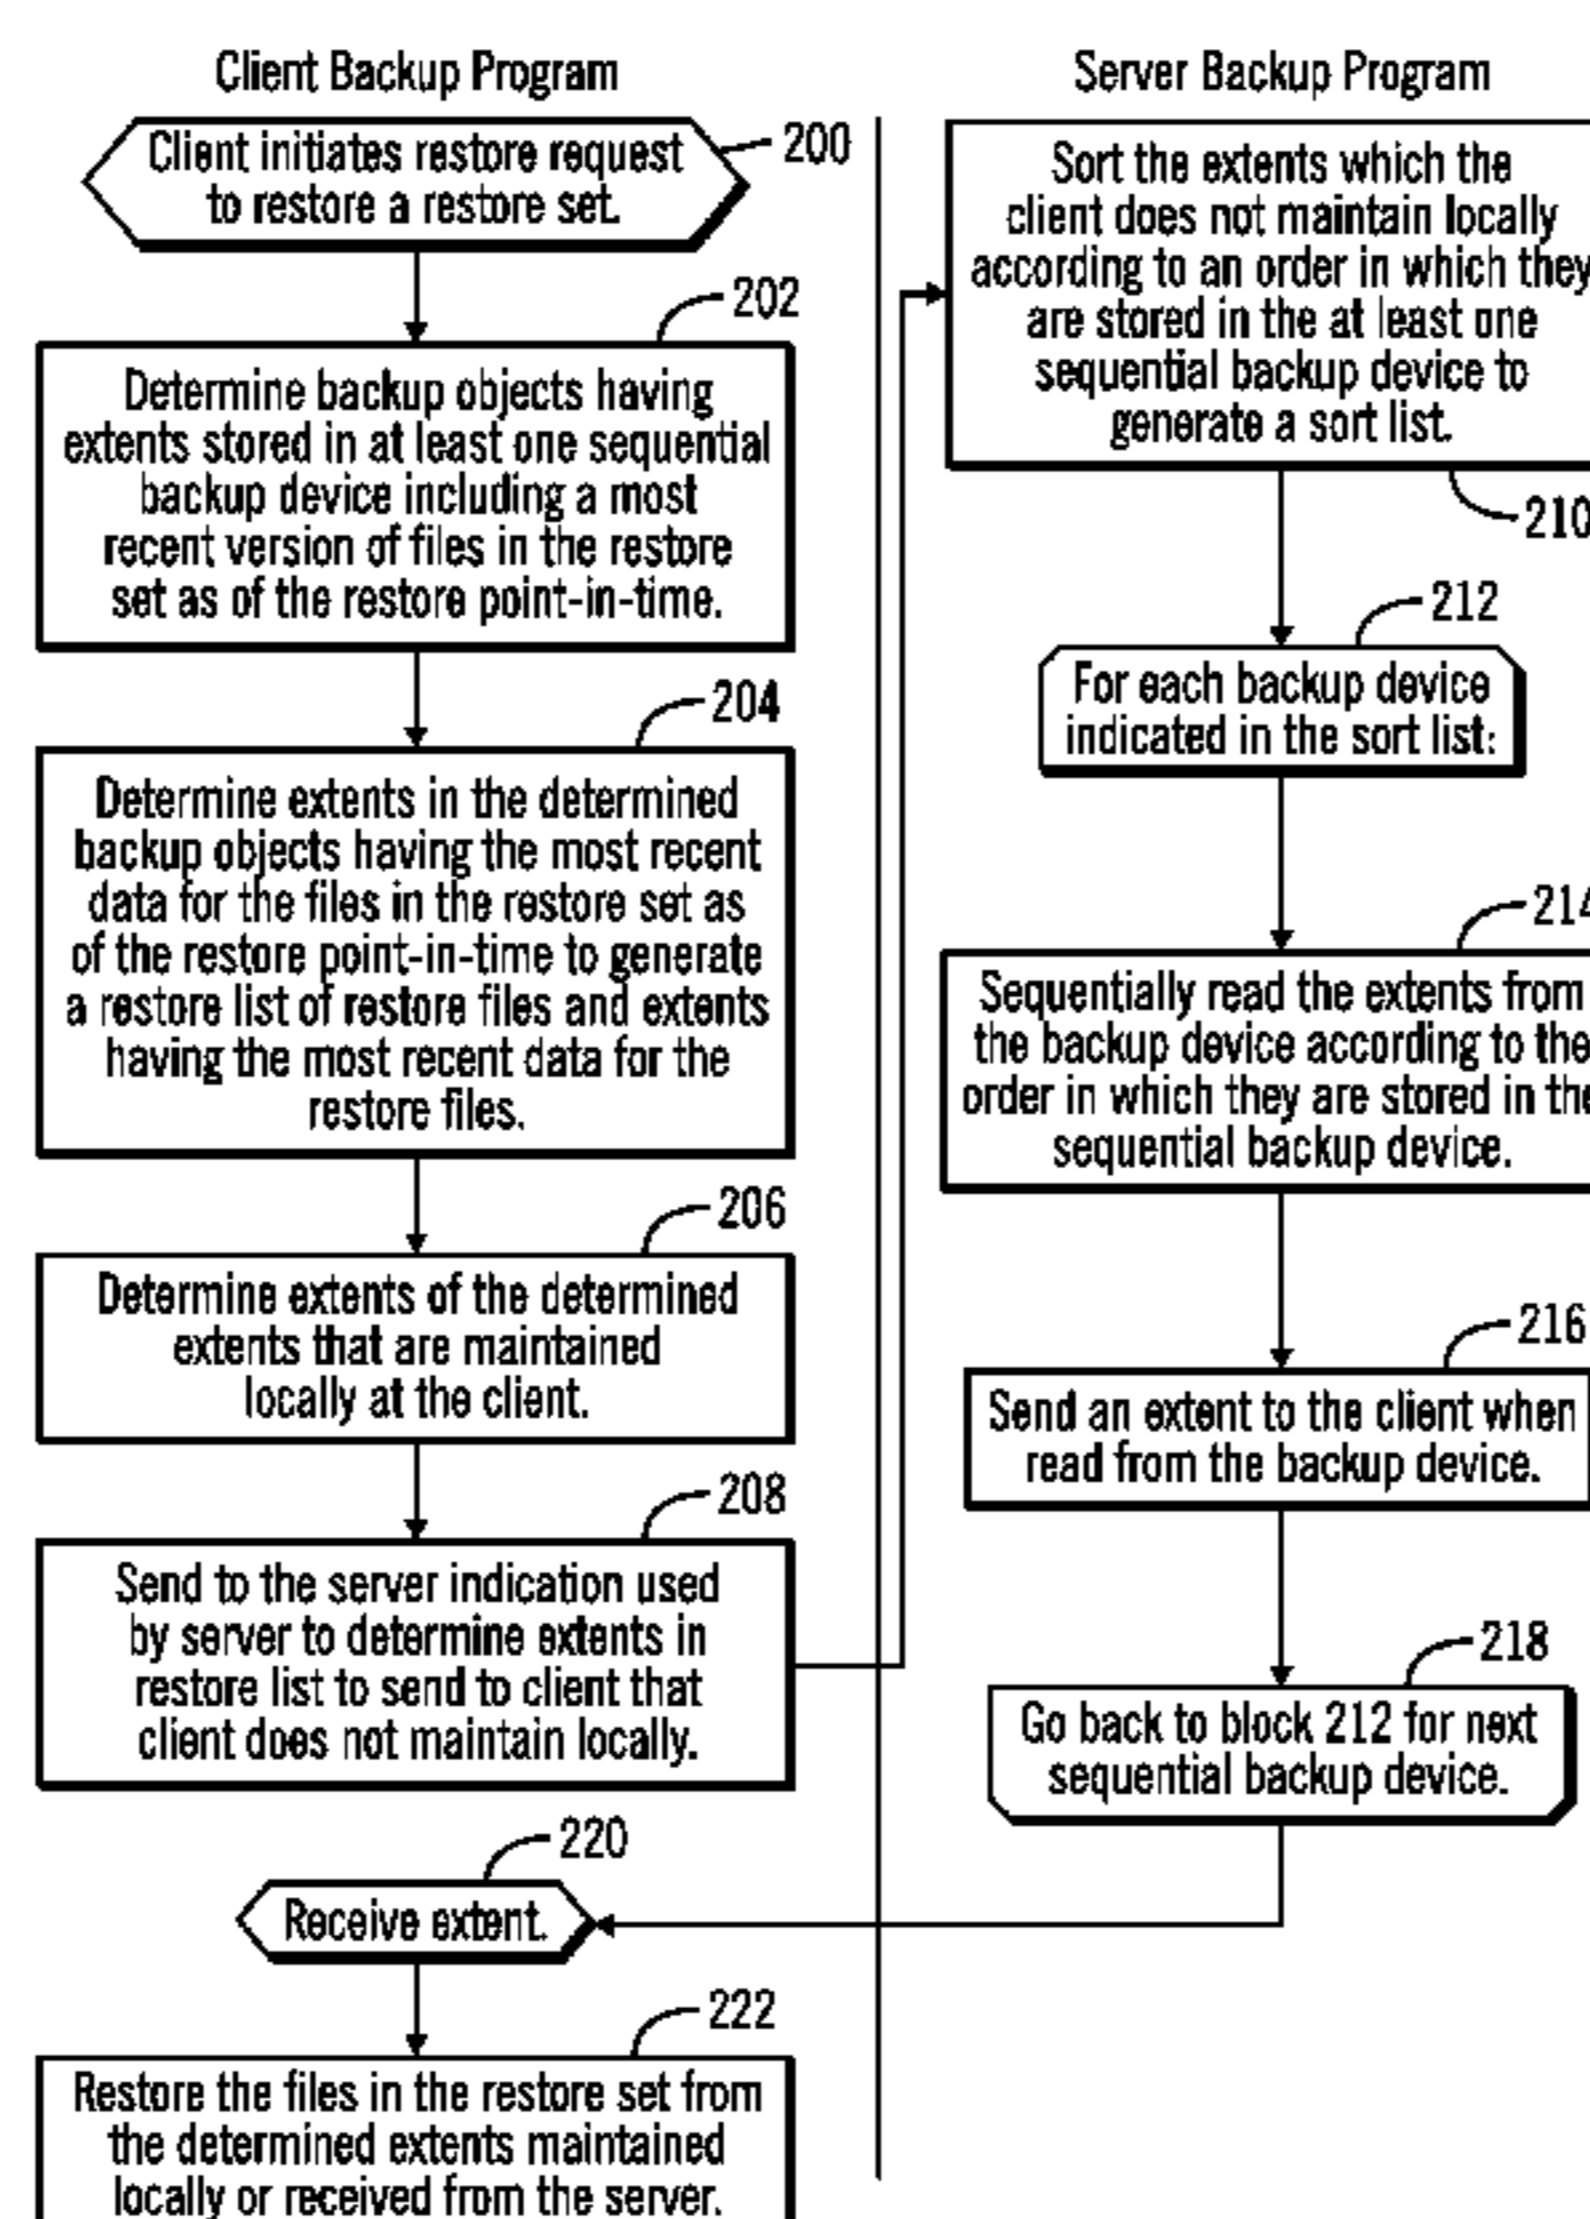 Client Backup Program
Client initiates restore request
to restore a restore set.
200
202
Determine backup objects having
extents stored in at least one sequential
backup device including a most
recent version of files in the restore
set as of the restore point-in-time.
204
Determine extents in the determined
backup objects having the most recent
data for the files in the restore set as
of the restore point-in-time to generate
a restore list of restore files and extents
having the most recent data for the
restore files.
206
Determine extents of the determined
extents that are maintained
locally at the client.
208
Send to the server indication used
by server to determine extents in
restore list to send to client that
client does not maintain locally.
Server Backup Program
Sort the extents which the
client does not maintain locally
according to an order in which they
are stored in the at least one
sequential backup device to
generate a sort list.
210
212
For each backup device
indicated in the sort list:
214
Sequentially read the extents from
the backup device according to the
order in which they are stored in the
sequential backup device.
216
Send an extent to the client when
read from the backup device.
218
Go back to block 212 for next
sequential backup device.
220
Receive extent.
222
Restore the files in the restore set from
the determined extents maintained
locally or received from the server.